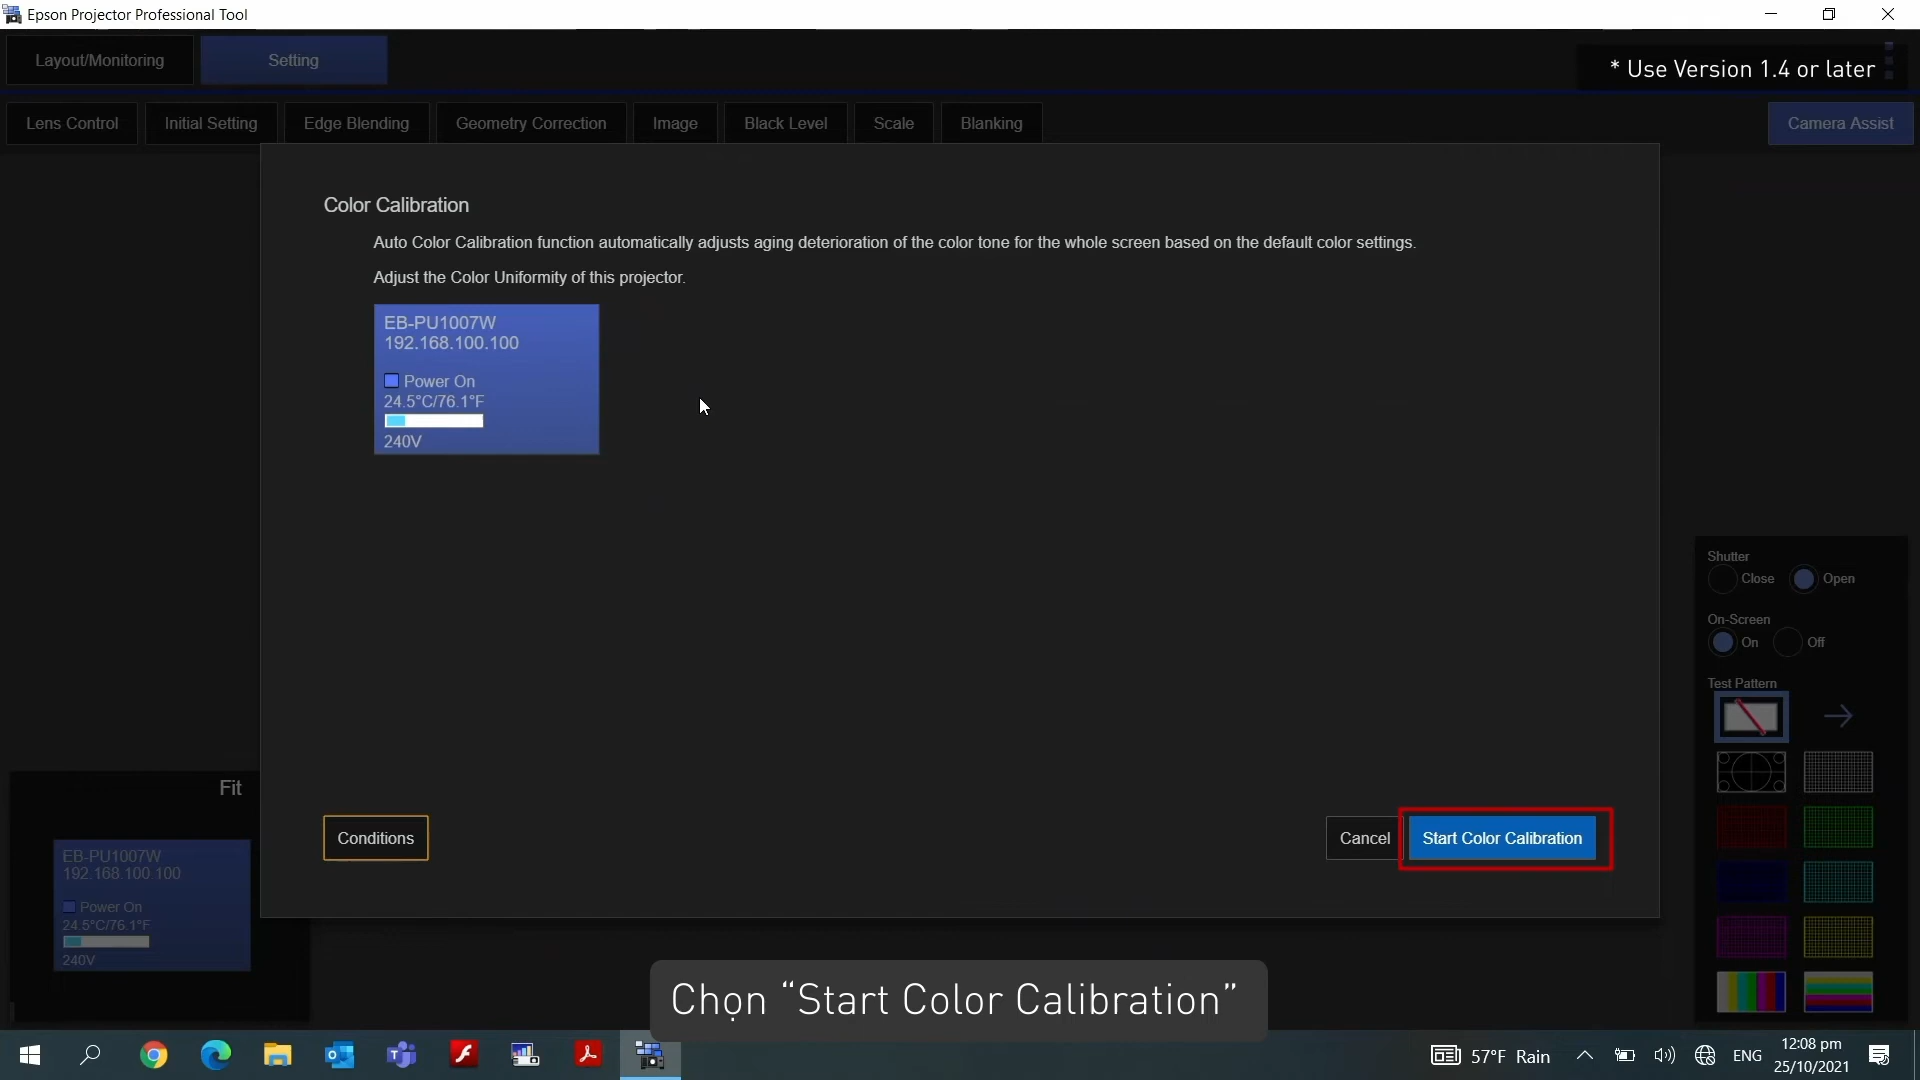 Epson Projector Professional Tool
Layout/Monitoring
Setting
* Use Version 1.4 or later
Lens Control
Initial Setting
Edge Blending
Geometry Correction
Image
Black Level
Scale
Blanking
Camera Assist
Color Calibration
Auto Color Calibration function automatically adjusts aging deterioration of the color tone for the whole screen based on the default color settings.
Adjust the Color Uniformity of this projector.
EB-PU1007W
192.168.100.100
Power On
24.5°C/76.1°F
240V
Shutter
Close
Open
On-Screen
On
Off
Test Pattern
Fit
EB-PU1007W
192.168.100.100
Power On
24.5°C/76.1°F
240V
Conditions
Cancel
Start Color Calibration
Chọn “Start Color Calibration”
57°F Rain
ENG
12:08 pm
25/10/2021